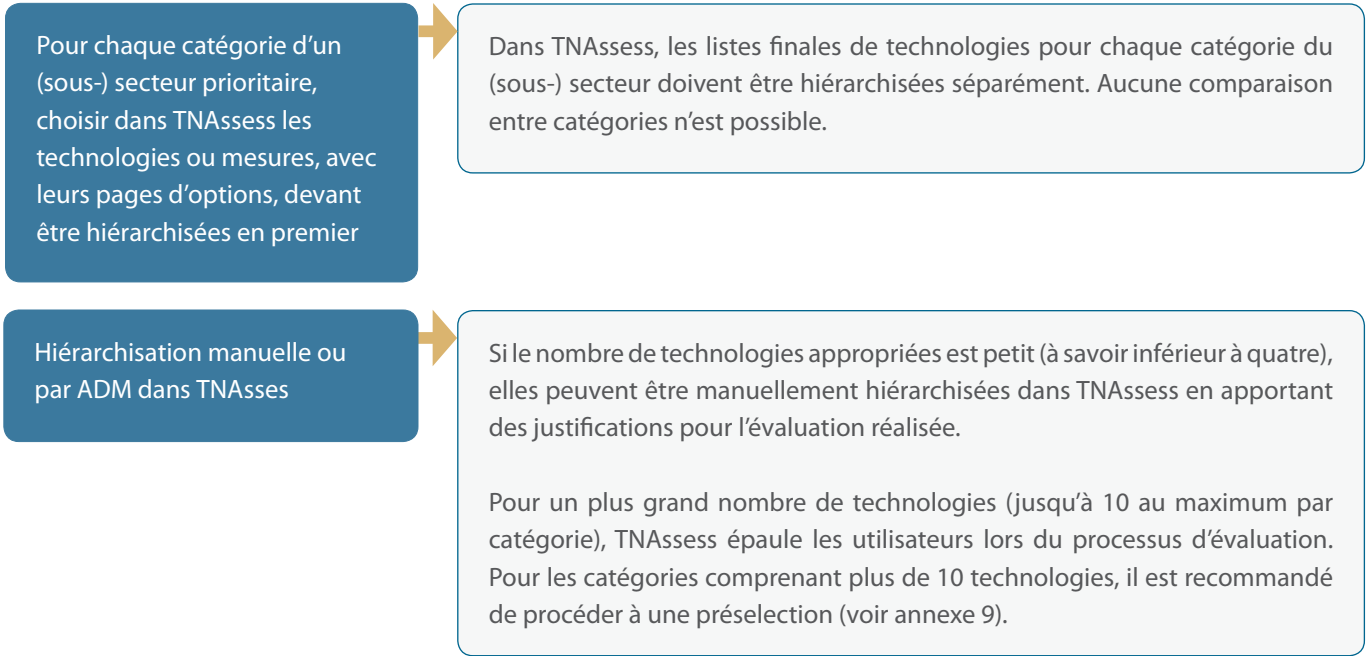 Pour chaque catégorie d’un
(sous-) secteur prioritaire,
choisir dans TNAssess les
technologies ou mesures, avec
leurs pages d’options, devant
être hiérarchisées en premier
Dans TNAssess, les listes finales de technologies pour chaque catégorie du
(sous-) secteur doivent être hiérarchisées séparément. Aucune comparaison
entre catégories n’est possible.
Hiérarchisation manuelle ou
par ADM dans TNAsses
Si le nombre de technologies appropriées est petit (à savoir inférieur à quatre),
elles peuvent être manuellement hiérarchisées dans TNAssess en apportant
des justifications pour l’évaluation réalisée.
Pour un plus grand nombre de technologies (jusqu’à 10 au maximum par
catégorie), TNAssess épaule les utilisateurs lors du processus d’évaluation.
Pour les catégories comprenant plus de 10 technologies, il est recommandé
de procéder à une préselection (voir annexe 9).